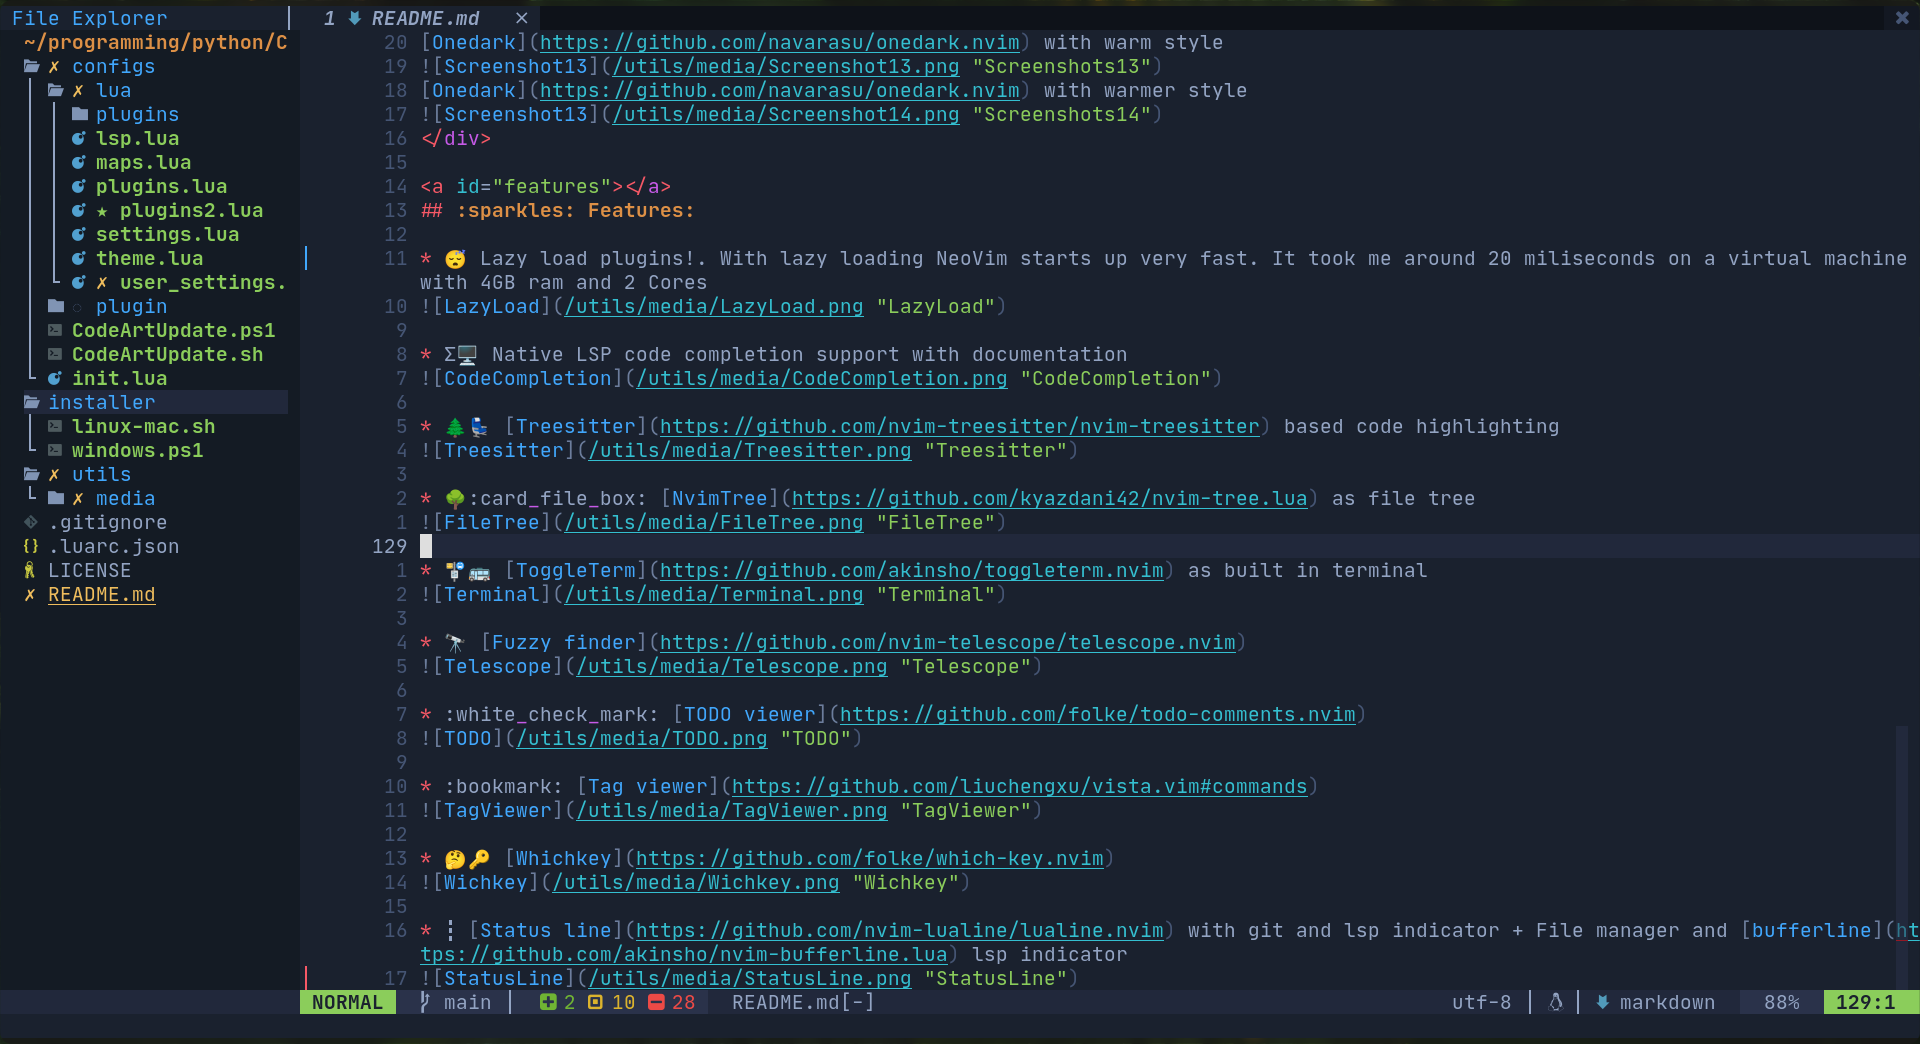 File Explorer
~/programming/python/C
configs
lua
plugins
lsp.lua
maps.lua
plugins.lua
★ plugins2.lua
settings.lua
theme.lua
✗ user_settings.
plugin
CodeArtUpdate.ps1
CodeArtUpdate.sh
init.lua
installer
linux-mac.sh
windows.ps1
utils
media
.gitignore
{} .luarc.json
LICENSE
✗ README.md
1 README.md ×
20 [Onedark](https://github.com/navarasu/onedark.nvim) with warm style
19 ![Screenshot13](/utils/media/Screenshot13.png "Screenshots13")
18 [Onedark](https://github.com/navarasu/onedark.nvim) with warmer style
17 ![Screenshot13](/utils/media/Screenshot14.png "Screenshots14")
16 </div>
15
14 <a id="features"></a>
13 ## :sparkles: Features:
12
11 * 😴 Lazy load plugins!. With lazy loading NeoVim starts up very fast. It took me around 20 miliseconds on a virtual machine
with 4GB ram and 2 Cores
10 ![LazyLoad](/utils/media/LazyLoad.png "LazyLoad")
9
8 * Σ🖥️ Native LSP code completion support with documentation
7 ![CodeCompletion](/utils/media/CodeCompletion.png "CodeCompletion")
6
5 * 🌲💺 [Treesitter](https://github.com/nvim-treesitter/nvim-treesitter) based code highlighting
4 ![Treesitter](/utils/media/Treesitter.png "Treesitter")
3
2 * 🌳:card_file_box: [NvimTree](https://github.com/kyazdani42/nvim-tree.lua) as file tree
1 ![FileTree](/utils/media/FileTree.png "FileTree")
129
1 * 🚏🚌 [ToggleTerm](https://github.com/akinsho/toggleterm.nvim) as built in terminal
2 ![Terminal](/utils/media/Terminal.png "Terminal")
3
4 * 🔭 [Fuzzy finder](https://github.com/nvim-telescope/telescope.nvim)
5 ![Telescope](/utils/media/Telescope.png "Telescope")
6
7 * :white_check_mark: [TODO viewer](https://github.com/folke/todo-comments.nvim)
8 ![TODO](/utils/media/TODO.png "TODO")
9
10 * :bookmark: [Tag viewer](https://github.com/liuchengxu/vista.vim#commands)
11 ![TagViewer](/utils/media/TagViewer.png "TagViewer")
12
13 * 🤔🔑 [Whichkey](https://github.com/folke/which-key.nvim)
14 ![Wichkey](/utils/media/Wichkey.png "Wichkey")
15
16 * ┇ [Status line](https://github.com/nvim-lualine/lualine.nvim) with git and lsp indicator + File manager and [bufferline](ht
tps://github.com/akinsho/nvim-bufferline.lua) lsp indicator
17 ![StatusLine](/utils/media/StatusLine.png "StatusLine")
NORMAL main 2 10 28 README.md[-] utf-8 markdown 88% 129:1